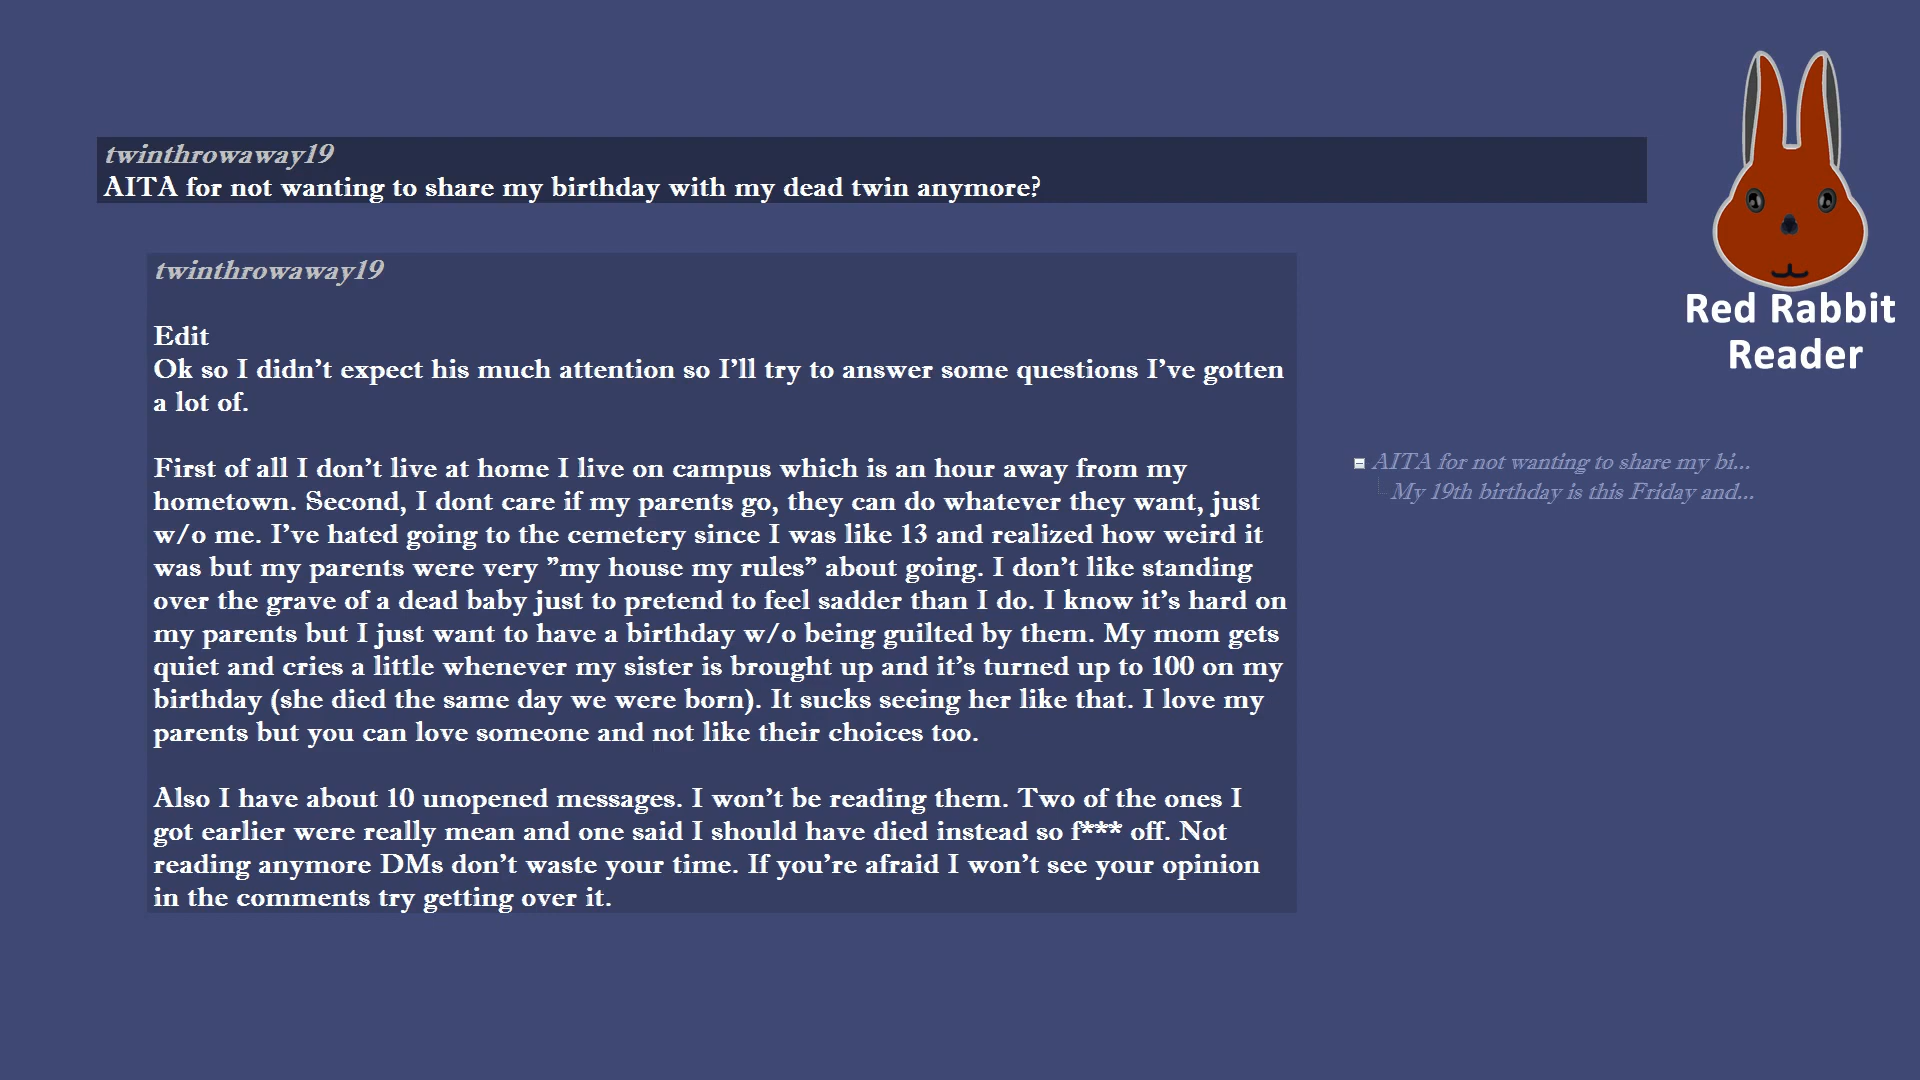 twinthrowaway19
AITA for not wanting to share my birthday with my dead twin anymore?
twinthrowaway19
Edit
Ok so I didn't expect his much attention so I'll try to answer some questions I've gotten
a lot of.
First of all I don't live at home I live on campus which is an hour away from my
hometown. Second, I dont care if my parents go, they can do whatever they want, just
w/o me. I've hated going to the cemetery since I was like 13 and realized how weird it
was but my parents were very ”my house my rules” about going. I don't like standing
over the grave of a dead baby just to pretend to feel sadder than I do. I know it's hard on
my parents but I just want to have a birthday w/o being guilted by them. My mom gets
quiet and cries a little whenever my sister is brought up and it's turned up to 100 on my
birthday (she died the same day we were born). It sucks seeing her like that. I love my
parents but you can love someone and not like their choices too.
Also I have about 10 unopened messages. I won't be reading them. Two of the ones I
got earlier were really mean and one said I should have died instead so f*** off. Not
reading anymore DMs don't waste your time. If you're afraid I won't see your opinion
in the comments try getting over it.
Red Rabbit
Reader
AITA for not wanting to share my bi...
My 19th birthday is this Friday and...